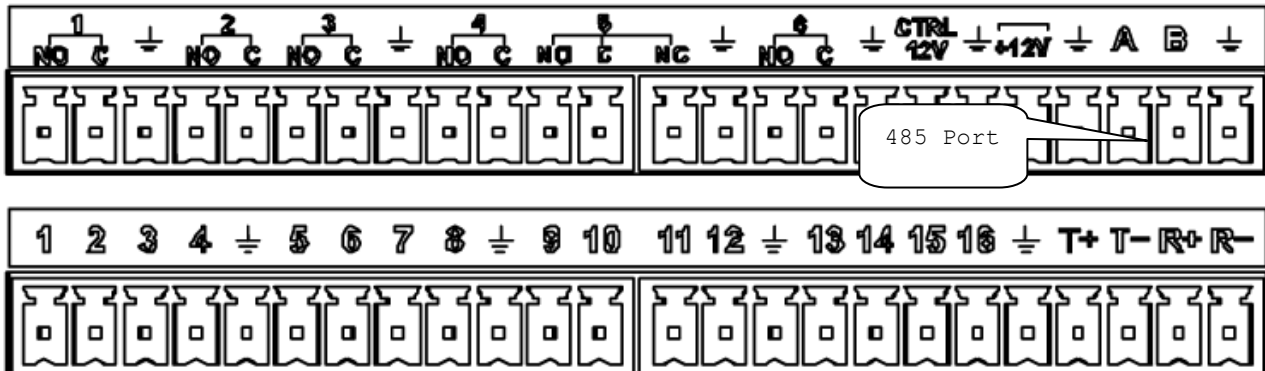 1 2 3 4 5 6
NO C ⏚ NO C NO C ⏚ NO C NO C NC ⏚ NO C ⏚ CTRL 12V ⏚ +12V ⏚ A B ⏚
485 Port
1 2 3 4 ⏚ 5 6 7 8 ⏚ 9 10 11 12 ⏚ 13 14 15 16 ⏚ T+ T- R+ R-